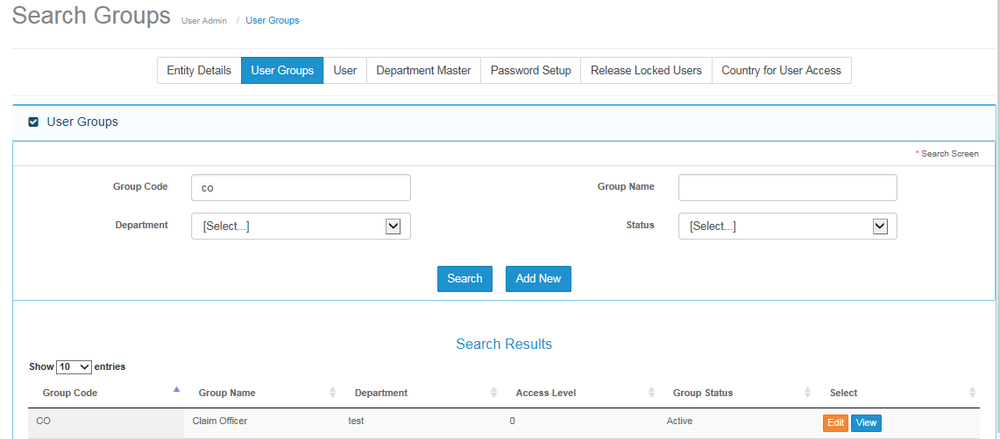 Search Groups User Admin / User Groups
Entity Details User Groups User Department Master Password Setup Release Locked Users Country for User Access
User Groups
* Search Screen
Group Code co Group Name
Department [Select...] Status [Select...]
Search Add New
Search Results
Show 10 entries
Group Code Group Name Department Access Level Group Status Select
CO Claim Officer test 0 Active Edit View